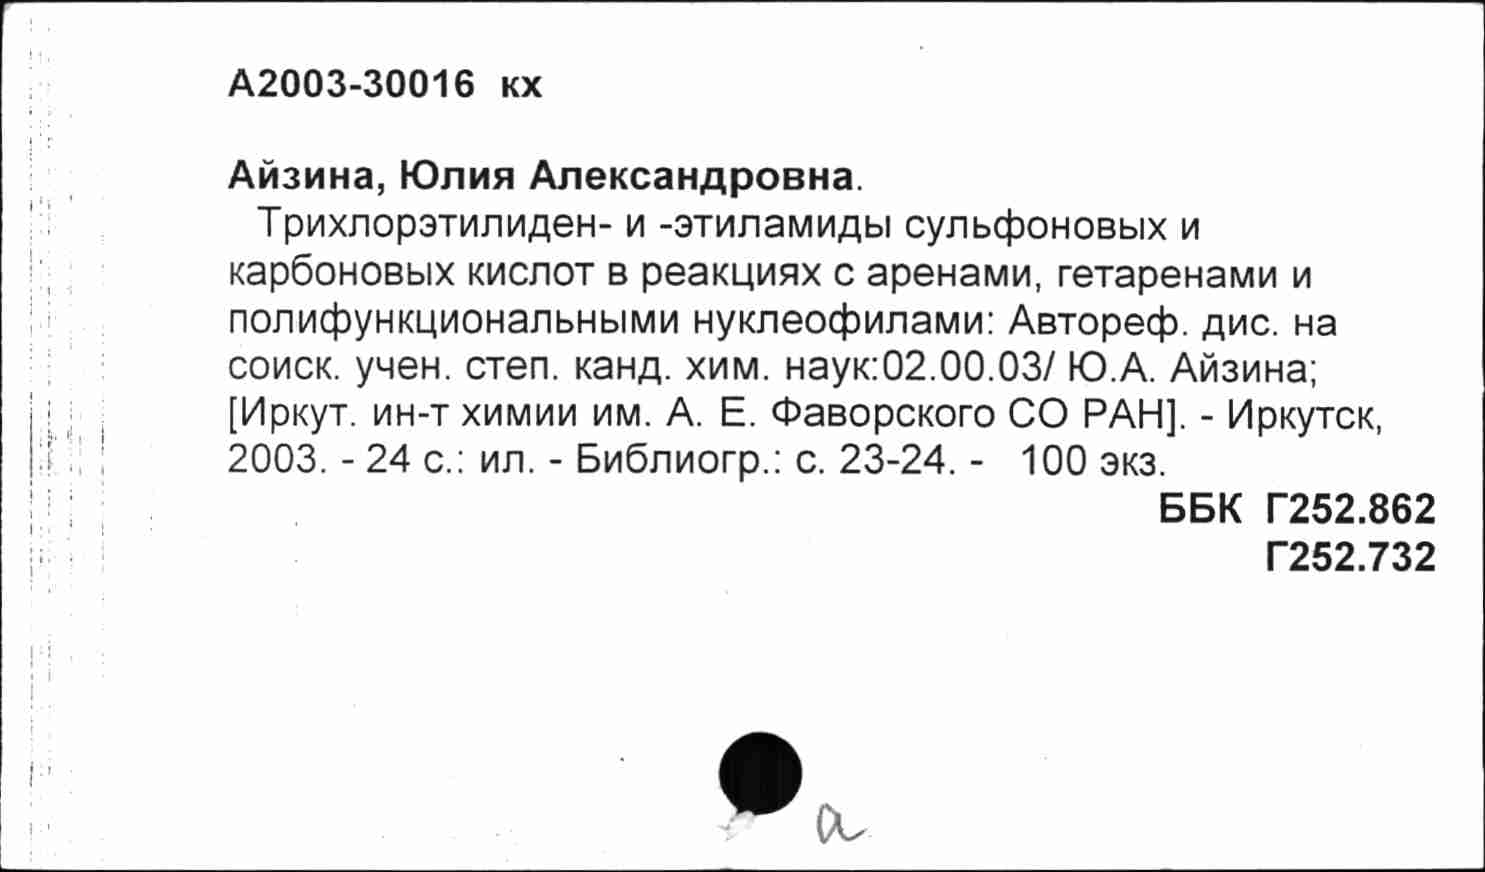 А2003-30016 кх
Айзина, Юлия Александровна.
Трихлорэтилиден- и -этиламиды сульфоновых и
карбоновых кислот в реакциях с аренами, гетаренами и
полифункциональными нуклеофилами: Автореф. дис. на
соиск. учен. степ. канд. хим. наук:02.00.03/ Ю.А. Айзина;
[Иркут. ин-т химии им. А. Е. Фаворского СО РАН]. - Иркутск,
2003. - 24 с.: ил. - Библиогр.: с. 23-24. - 100 экз.
ББК Г252.862
Г252.732
а